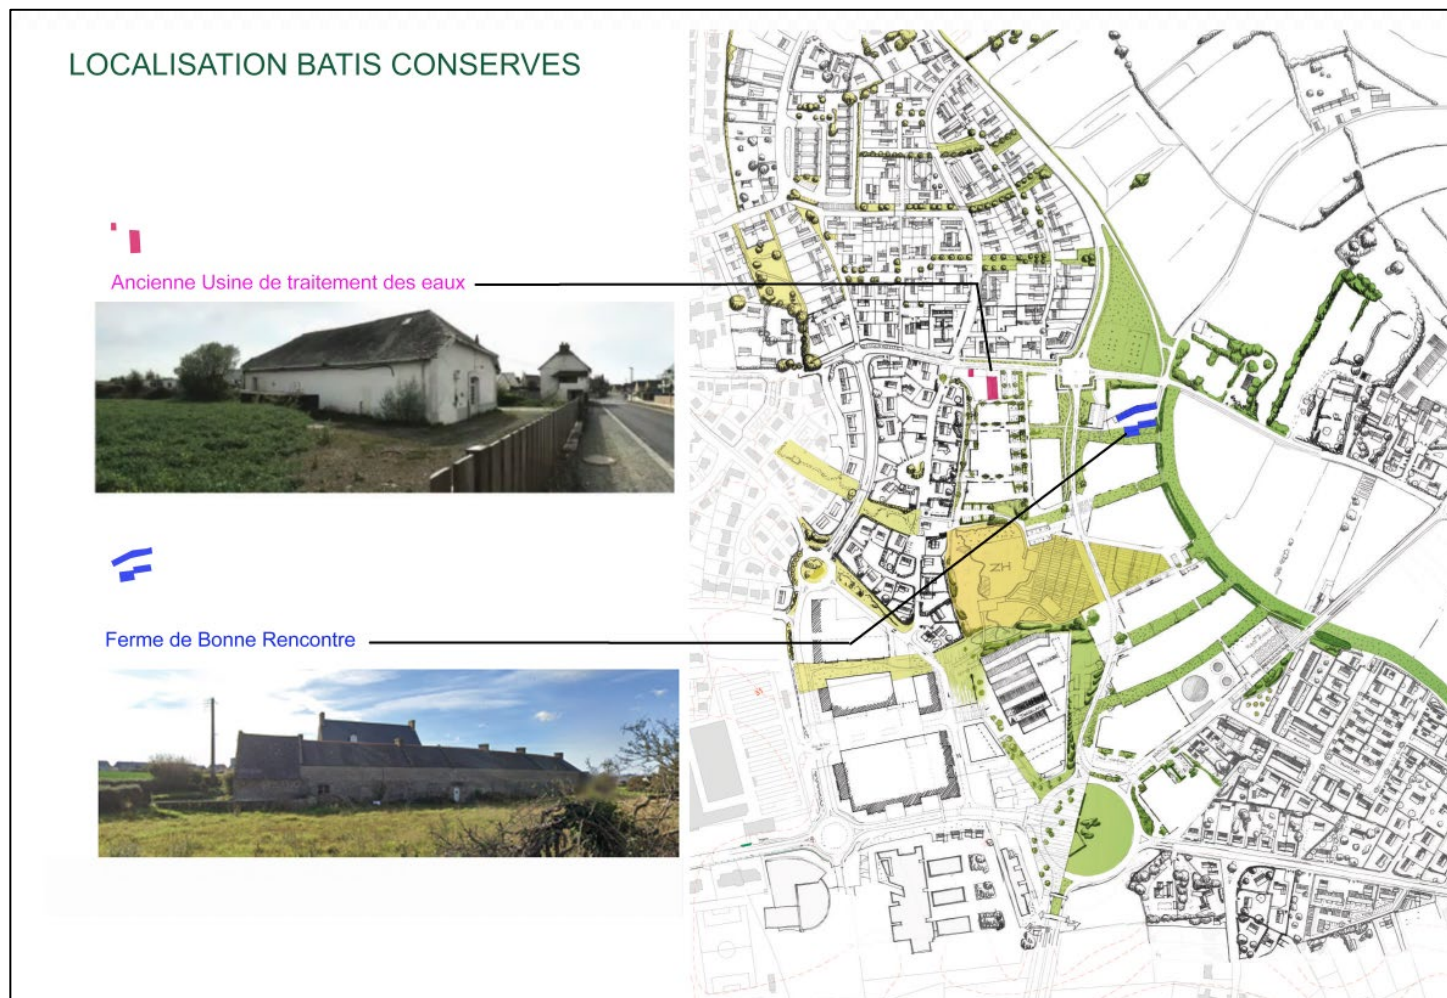 LOCALISATION BATIS CONSERVES
Ancienne Usine de traitement des eaux
ZH
Ferme de Bonne Rencontre